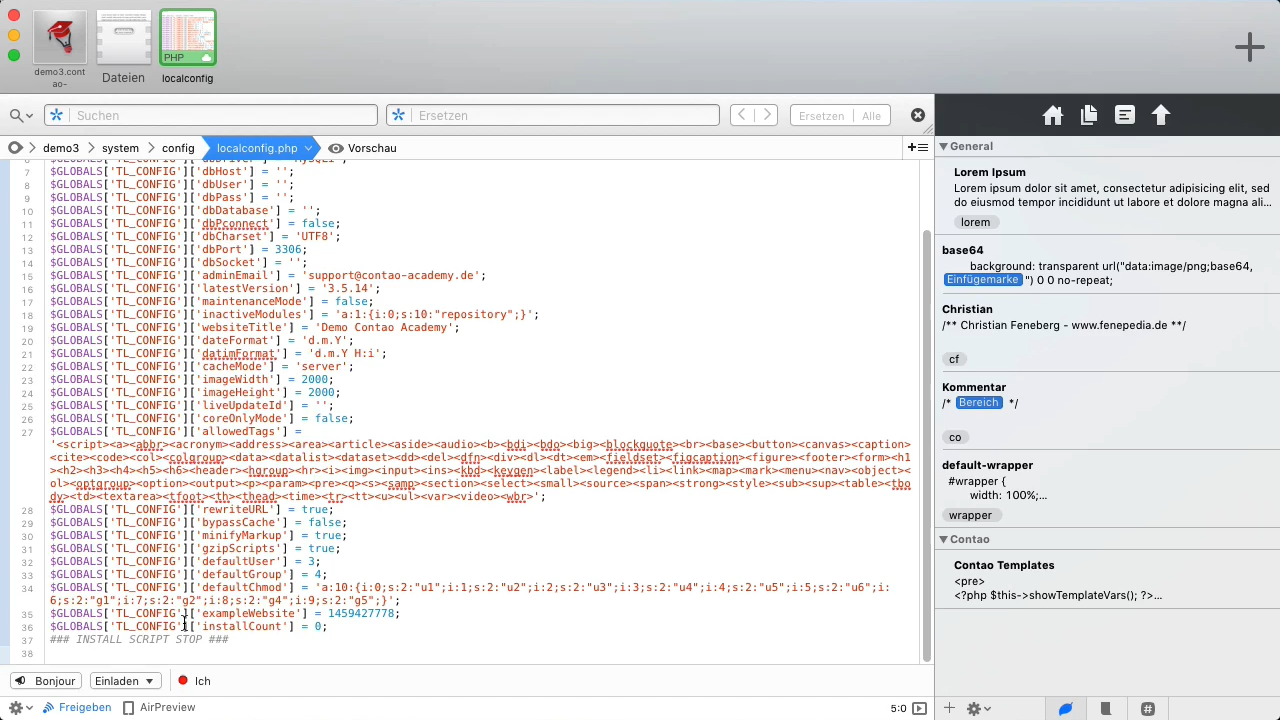 demo3.cont
ao-
Dateien
PHP
localconfig
Suchen
Ersetzen
Ersetzen
Alle
demo3
system
config
localconfig.php
Vorschau
7 $GLOBALS['TL_CONFIG']['dbHost'] = '';
8 $GLOBALS['TL_CONFIG']['dbUser'] = '';
9 $GLOBALS['TL_CONFIG']['dbPass'] = '';
10 $GLOBALS['TL_CONFIG']['dbDatabase'] = '';
11 $GLOBALS['TL_CONFIG']['dbPconnect'] = false;
12 $GLOBALS['TL_CONFIG']['dbCharset'] = 'UTF8';
13 $GLOBALS['TL_CONFIG']['dbPort'] = 3306;
14 $GLOBALS['TL_CONFIG']['dbSocket'] = '';
15 $GLOBALS['TL_CONFIG']['adminEmail'] = 'support@contao-academy.de';
16 $GLOBALS['TL_CONFIG']['latestVersion'] = '3.5.14';
17 $GLOBALS['TL_CONFIG']['maintenanceMode'] = false;
18 $GLOBALS['TL_CONFIG']['inactiveModules'] = 'a:1:{i:0;s:10:"repository";}';
19 $GLOBALS['TL_CONFIG']['websiteTitle'] = 'Demo Contao Academy';
20 $GLOBALS['TL_CONFIG']['dateFormat'] = 'd.m.Y';
21 $GLOBALS['TL_CONFIG']['datimFormat'] = 'd.m.Y H:i';
22 $GLOBALS['TL_CONFIG']['cacheMode'] = 'server';
23 $GLOBALS['TL_CONFIG']['imageWidth'] = 2000;
24 $GLOBALS['TL_CONFIG']['imageHeight'] = 2000;
25 $GLOBALS['TL_CONFIG']['liveUpdateId'] = '';
26 $GLOBALS['TL_CONFIG']['coreOnlyMode'] = false;
27 $GLOBALS['TL_CONFIG']['allowedTags'] =
'<script><a><abbr><acronym><address><area><article><aside><audio><b><bdi><bdo><big><blockquote><br><base><button><canvas><caption>
<cite><code><col><colgroup><data><datalist><dataset><dd><del><dfn><div><dl><dt><em><fieldset><figcaption><figure><footer><form><h1
><h2><h3><h4><h5><h6><header><hgroup><hr><i><img><input><ins><kbd><keygen><label><legend><li><link><map><mark><menu><nav><object><
ol><optgroup><option><output><p><param><pre><q><s><samp><section><select><small><source><span><strong><style><sub><sup><table><tbo
dy><td><textarea><tfoot><th><thead><time><tr><tt><u><ul><var><video><wbr>';
28 $GLOBALS['TL_CONFIG']['rewriteURL'] = true;
29 $GLOBALS['TL_CONFIG']['bypassCache'] = false;
30 $GLOBALS['TL_CONFIG']['minifyMarkup'] = true;
31 $GLOBALS['TL_CONFIG']['gzipScripts'] = true;
32 $GLOBALS['TL_CONFIG']['defaultUser'] = 3;
33 $GLOBALS['TL_CONFIG']['defaultGroup'] = 4;
34 $GLOBALS['TL_CONFIG']['defaultChmod'] = 'a:10:{i:0;s:2:"u1";i:1;s:2:"u2";i:2;s:2:"u3";i:3;s:2:"u4";i:4;s:2:"u5";i:5;s:2:"u6";i:
6;s:2:"g1";i:7;s:2:"g2";i:8;s:2:"g4";i:9;s:2:"g5";}';
35 $GLOBALS['TL_CONFIG']['exampleWebsite'] = 1459427778;
36 $GLOBALS['TL_CONFIG']['installCount'] = 0;
37 ### INSTALL SCRIPT STOP ###
38
Bonjour
Einladen
Ich
Freigeben
AirPreview
5:0
General
Lorem Ipsum
Lorem ipsum dolor sit amet, consectetur adipisicing elit, sed
do eiusmod tempor incididunt ut labore et dolore magna ali...
lorem
base64
background: transparent url("data:image/png;base64,
Einfügemarke ") 0 0 no-repeat;
Christian
/** Christian Feneberg - www.fenepedia.de **/
cf
Kommentar
/* Bereich */
co
default-wrapper
#wrapper {
width: 100%;...
wrapper
Contao
Contao Templates
<pre>
<?php $this->showTemplateVars(); ?>...